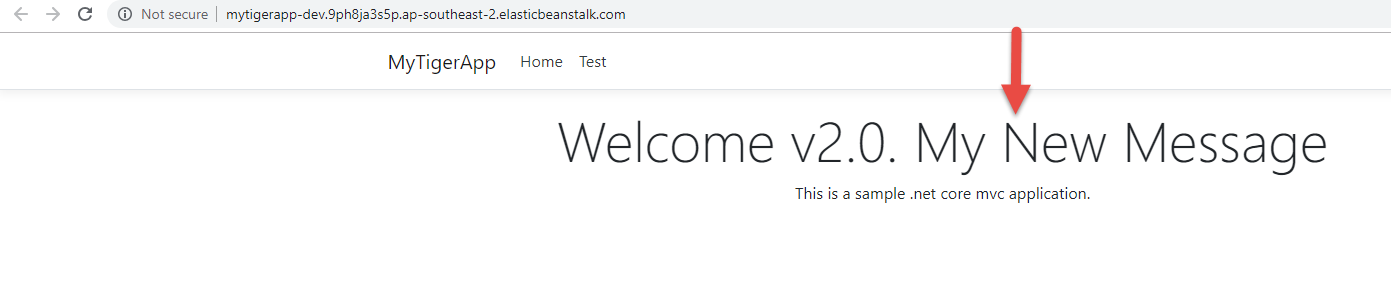 Not secure mytigerapp-dev.9ph8ja3s5p.ap-southeast-2.elasticbeanstalk.com
MyTigerApp Home Test
Welcome v2.0. My New Message
This is a sample .net core mvc application.